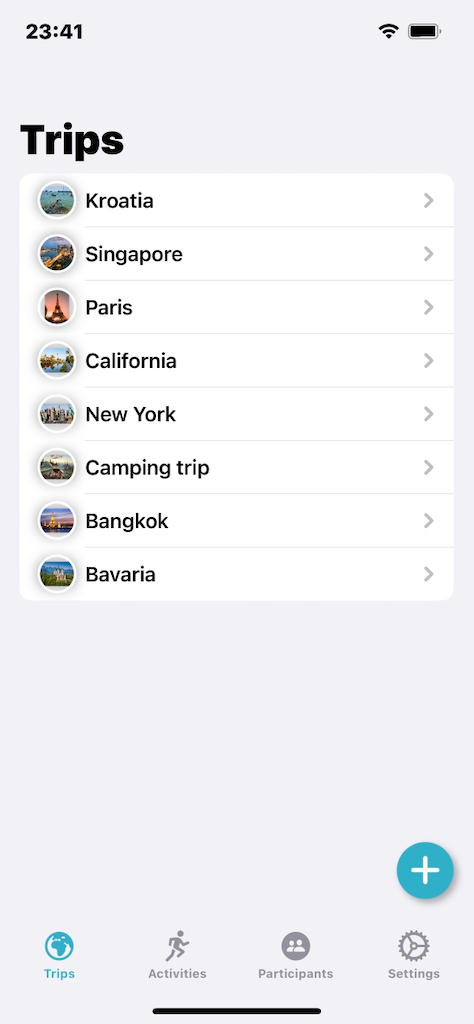 23:41
Trips
Kroatia
Singapore
Paris
California
New York
Camping trip
Bangkok
Bavaria
Trips
Activities
Participants
Settings